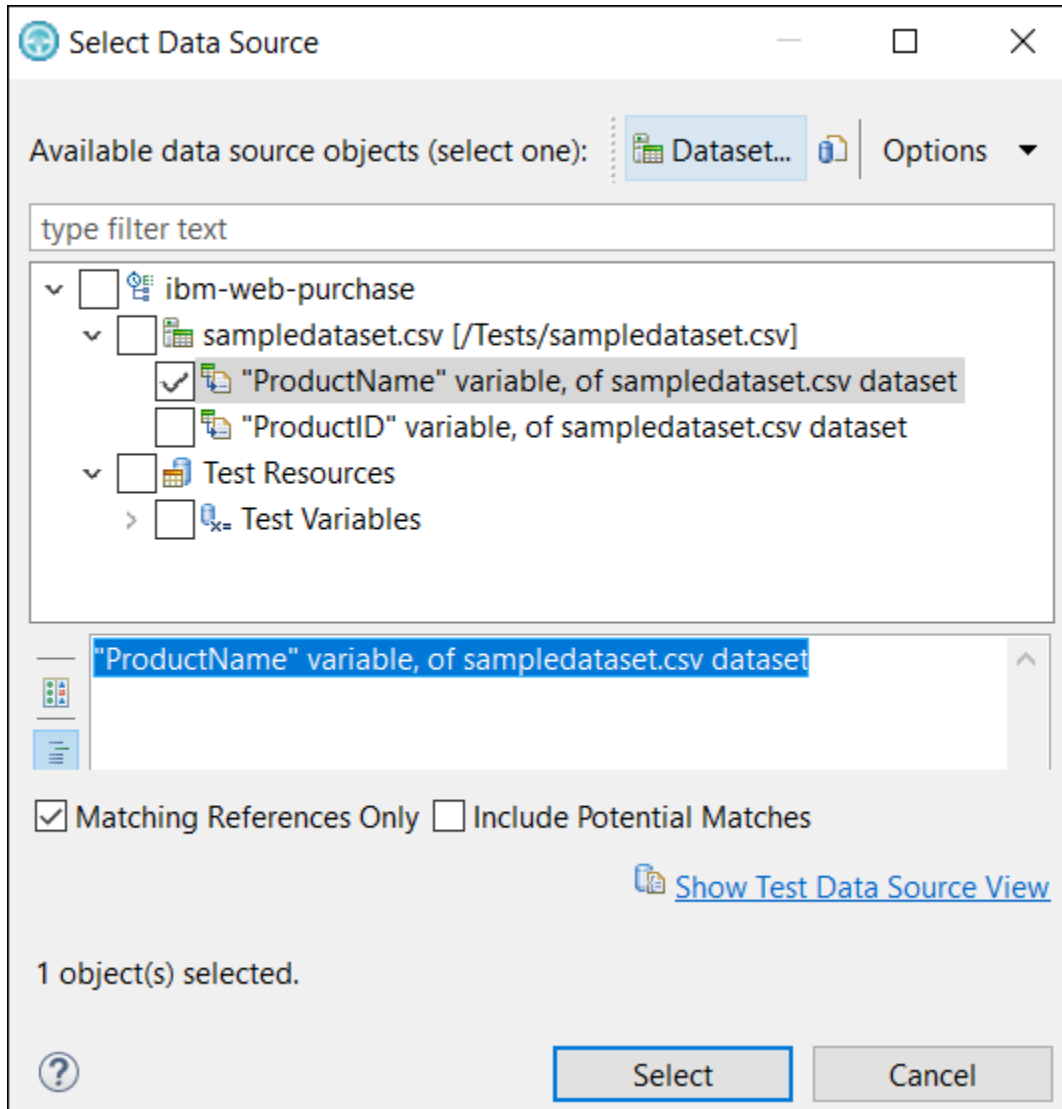 Select Data Source
Available data source objects (select one): Dataset... Options
type filter text
ibm-web-purchase
sampledataset.csv [/Tests/sampledataset.csv]
"ProductName" variable, of sampledataset.csv dataset
"ProductID" variable, of sampledataset.csv dataset
Test Resources
Test Variables
"ProductName" variable, of sampledataset.csv dataset
Matching References Only Include Potential Matches
Show Test Data Source View
1 object(s) selected.
Select Cancel